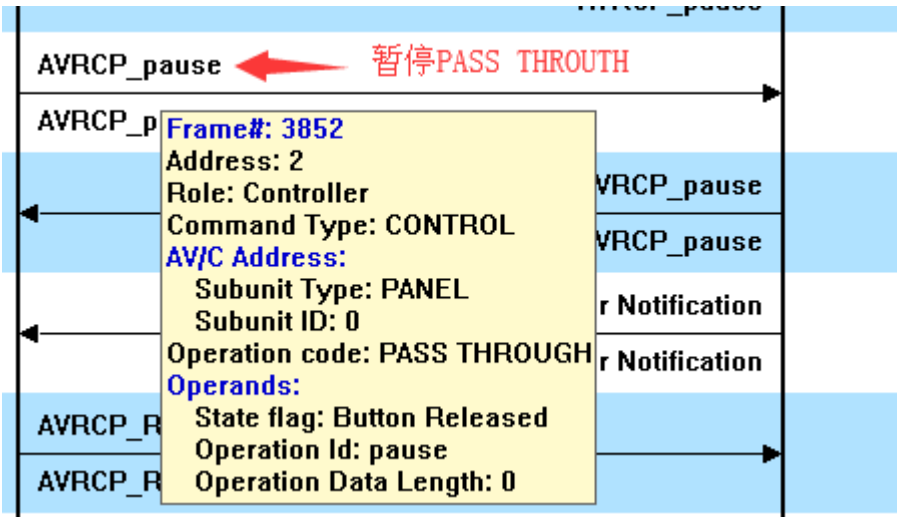 AVRCP_pause 暂停PASS THROUTH
AVRCP_p
Frame#: 3852
Address: 2
Role: Controller
Command Type: CONTROL
AV/C Address:
Subunit Type: PANEL
Subunit ID: 0
Operation code: PASS THROUGH
Operands:
State flag: Button Released
Operation Id: pause
Operation Data Length: 0
VRCP_pause
VRCP_pause
r Notification
r Notification
AVRCP_R
AVRCP_R